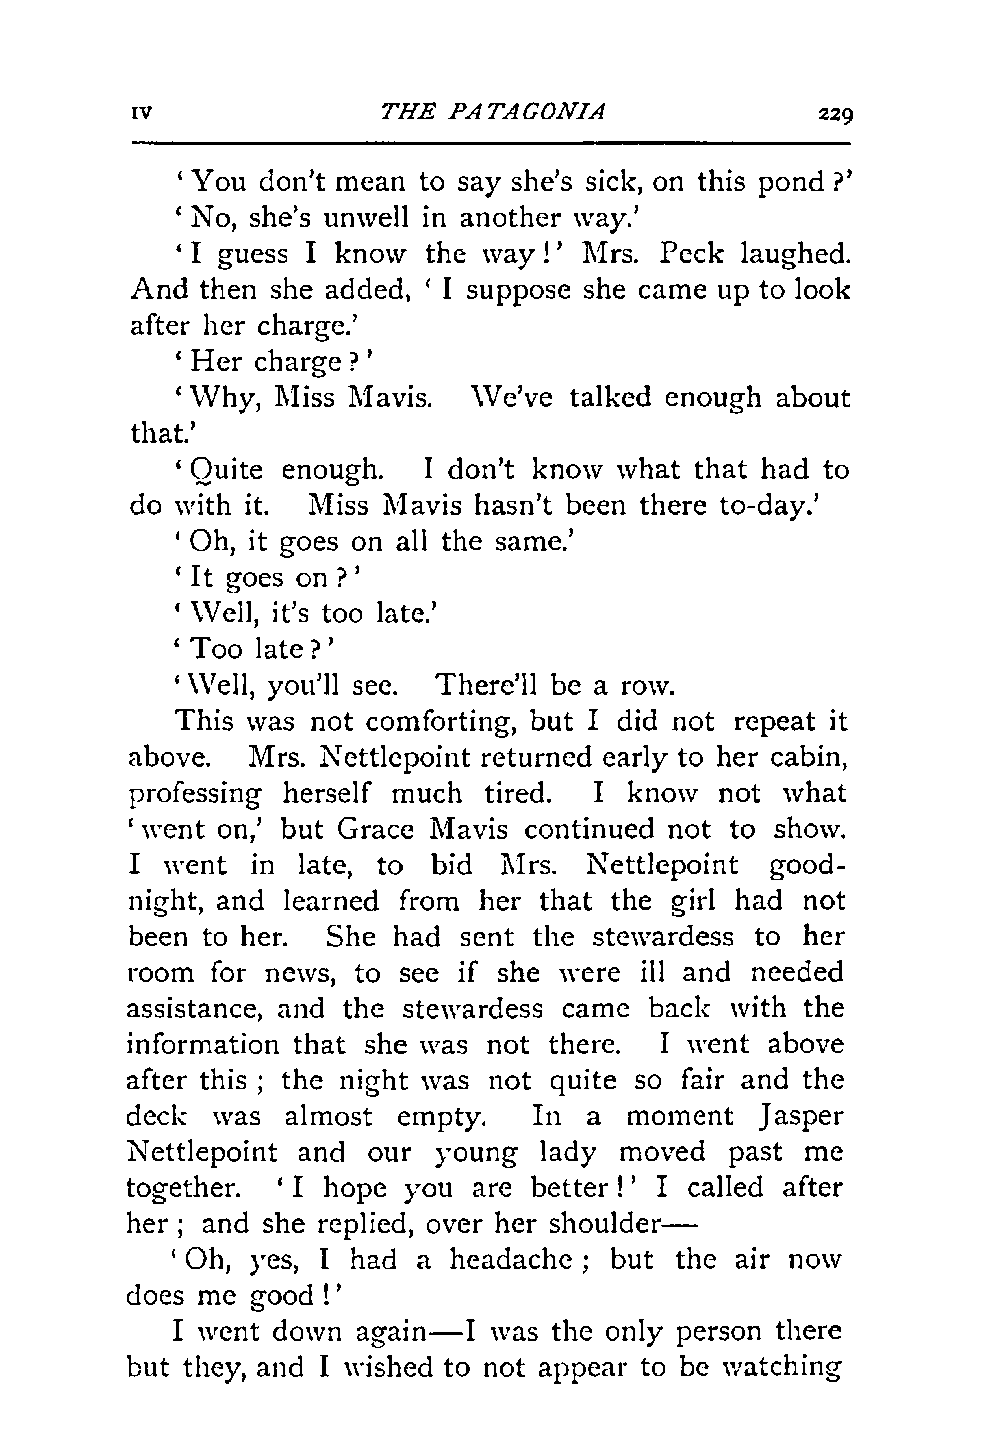 IV THE PATAGONIA 229
‘ You don’t mean to say she’s sick, on this pond ?’
‘ No, she’s unwell in another way.’
‘ I guess I know the way ! ’ Mrs. Peck laughed.
And then she added, ‘ I suppose she came up to look
after her charge.’
‘ Her charge ? ’
‘ Why, Miss Mavis. We’ve talked enough about
that.’
‘ Quite enough. I don’t know what that had to
do with it. Miss Mavis hasn’t been there to-day.’
‘ Oh, it goes on all the same.’
‘ It goes on ? ’
‘ Well, it’s too late.’
‘ Too late ? ’
‘ Well, you’ll see. There’ll be a row.
This was not comforting, but I did not repeat it
above. Mrs. Nettlepoint returned early to her cabin,
professing herself much tired. I know not what
‘ went on,’ but Grace Mavis continued not to show.
I went in late, to bid Mrs. Nettlepoint good-
night, and learned from her that the girl had not
been to her. She had sent the stewardess to her
room for news, to see if she were ill and needed
assistance, and the stewardess came back with the
information that she was not there. I went above
after this ; the night was not quite so fair and the
deck was almost empty. In a moment Jasper
Nettlepoint and our young lady moved past me
together. ‘ I hope you are better ! ’ I called after
her ; and she replied, over her shoulder—
‘ Oh, yes, I had a headache ; but the air now
does me good ! ’
I went down again—I was the only person there
but they, and I wished to not appear to be watching